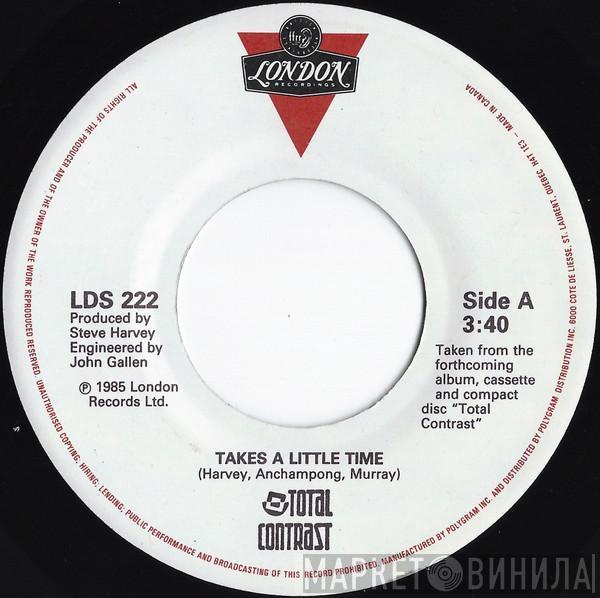 ffrr
LONDON
RECORDINGS
LDS 222
Produced by
Steve Harvey
Engineered by
John Gallen
℗ 1985 London
Records Ltd.
Side A
3:40
Taken from the
forthcoming
album, cassette
and compact
disc "Total
Contrast"
TAKES A LITTLE TIME
(Harvey, Anchampong, Murray)
TOTAL
CONTRAST
ALL RIGHTS OF THE PRODUCER AND OF THE OWNER OF THE WORK REPRODUCED RESERVED. UNAUTHORISED COPYING; HIRING; LENDING; PUBLIC PERFORMANCE AND BROADCASTING OF THIS RECORD PROHIBITED. MANUFACTURED BY POLYGRAM INC. AND DISTRIBUTED BY POLYGRAM DISTRIBUTION INC. 6000 COTE DE LIESSE, ST. LAURENT, QUEBEC H4T 1E3 – MADE IN CANADA
МАРКЕТ ВИНИЛА